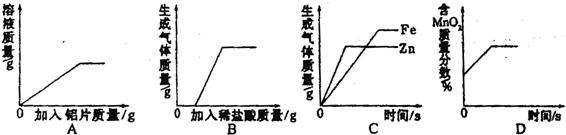 溶液质量/g
0 加入铝片质量/g
A
生成气体质量/g
0 加入稀盐酸质量/g
B
生成气体质量/g
Fe
Zn
0 时间/s
C
含MnO₂质量分数/%
0 时间/s
D